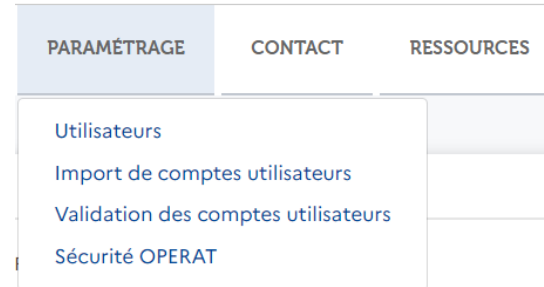 PARAMÉTRAGE CONTACT RESSOURCES
Utilisateurs
Import de comptes utilisateurs
Validation des comptes utilisateurs
Sécurité OPERAT